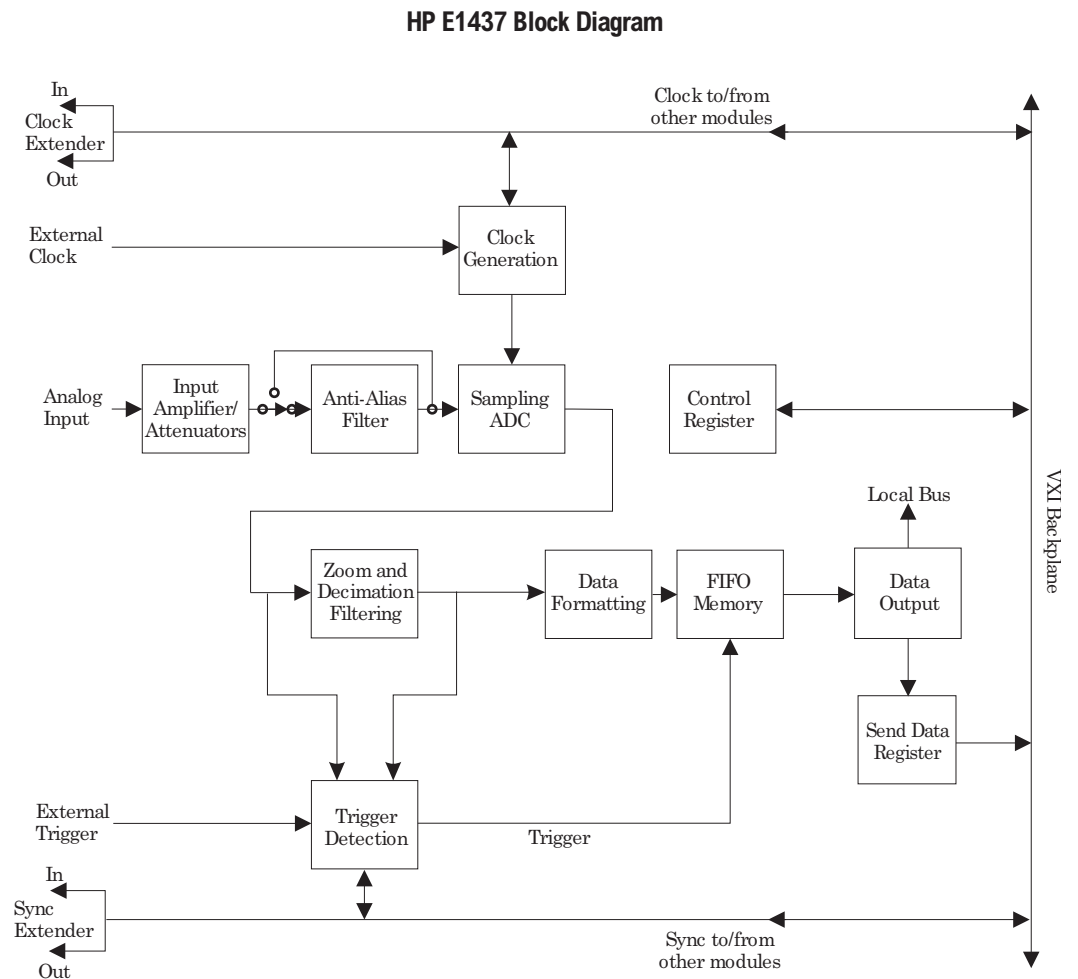 HP E1437 Block Diagram
In
Clock
Extender
Out
Clock to/from
other modules
External
Clock
Clock
Generation
Analog
Input
Input
Amplifier/
Attenuators
Anti-Alias
Filter
Sampling
ADC
Control
Register
VXI Backplane
Local Bus
Zoom and
Decimation
Filtering
Data
Formatting
FIFO
Memory
Data
Output
Send Data
Register
External
Trigger
Trigger
Detection
Trigger
In
Sync
Extender
Out
Sync to/from
other modules